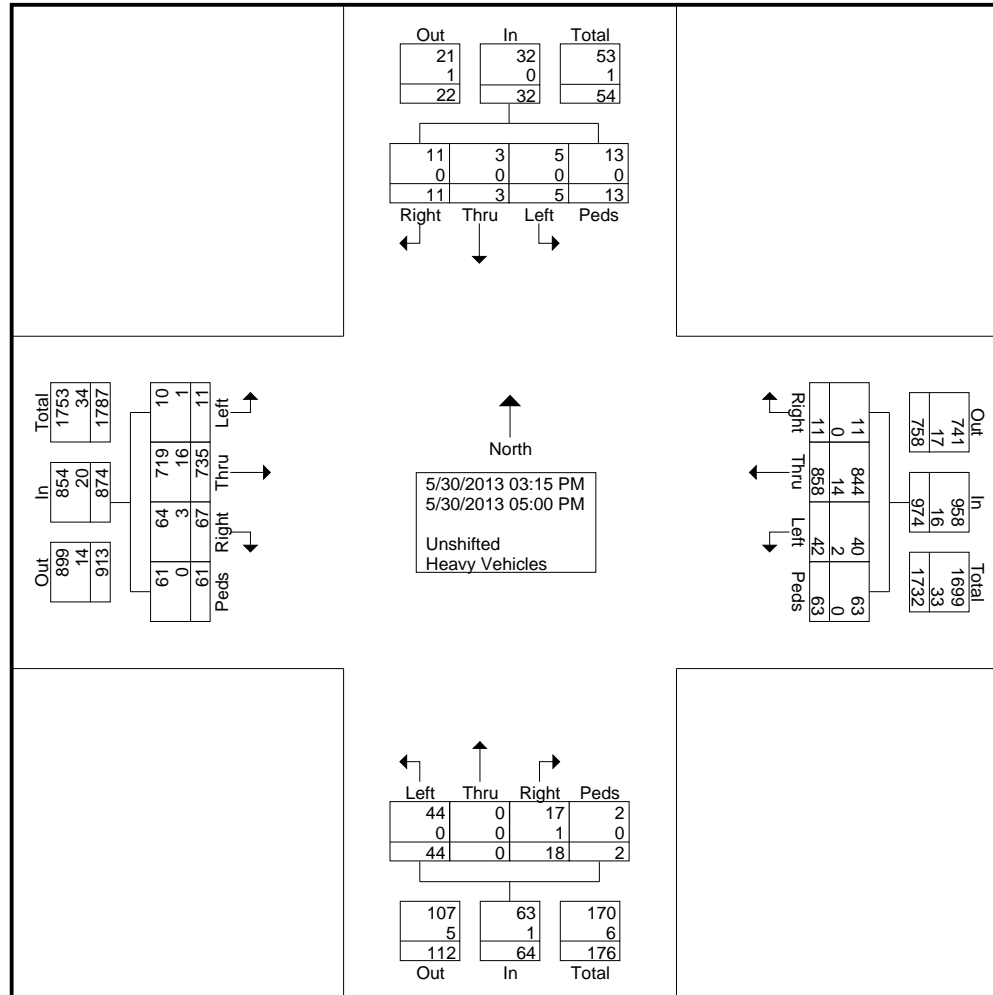 Out In Total
21 32 53
1 0 1
22 32 54
11 3 5 13
0 0 0 0
11 3 5 13
Right Thru Left Peds
Total In Out
1753 854 899
34 20 14
1787 874 913
10 719 64 61
1 16 3 0
11 735 67 61
Left Thru Right Peds
North
5/30/2013 03:15 PM
5/30/2013 05:00 PM
Unshifted
Heavy Vehicles
Right Thru Left Peds
11 844 40 63
0 14 2 0
11 858 42 63
Out In Total
741 958 1699
17 16 33
758 974 1732
Left Thru Right Peds
44 0 17 2
0 0 1 0
44 0 18 2
107 63 170
5 1 6
112 64 176
Out In Total